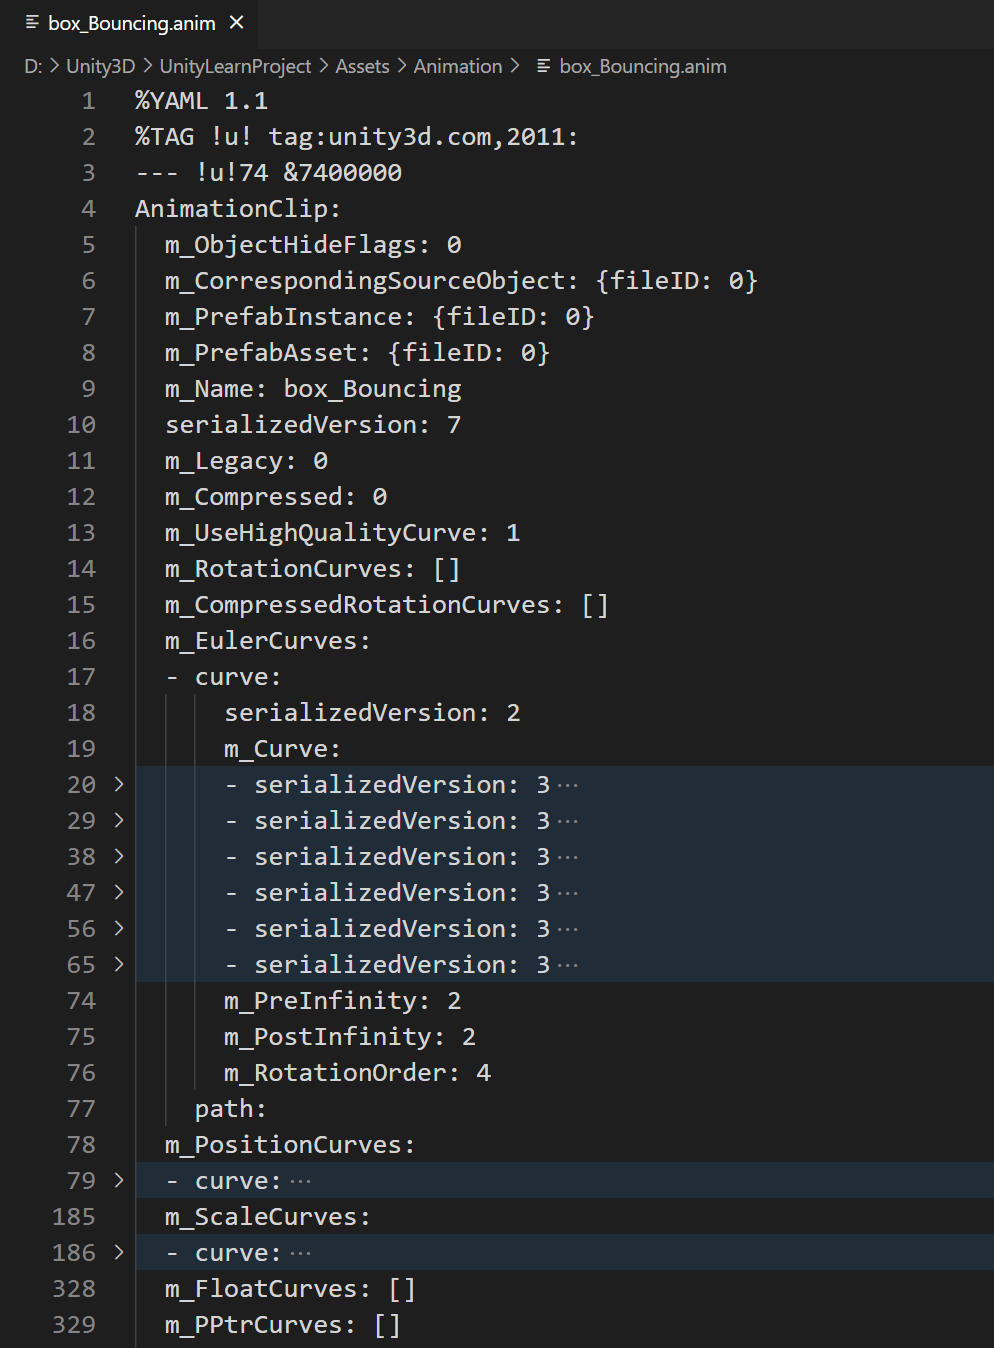 box_Bouncing.anim
D: > Unity3D > UnityLearnProject > Assets > Animation > box_Bouncing.anim
1 %YAML 1.1
2 %TAG !u! tag:unity3d.com,2011:
3 --- !u!74 &7400000
4 AnimationClip:
5 m_ObjectHideFlags: 0
6 m_CorrespondingSourceObject: {fileID: 0}
7 m_PrefabInstance: {fileID: 0}
8 m_PrefabAsset: {fileID: 0}
9 m_Name: box_Bouncing
10 serializedVersion: 7
11 m_Legacy: 0
12 m_Compressed: 0
13 m_UseHighQualityCurve: 1
14 m_RotationCurves: []
15 m_CompressedRotationCurves: []
16 m_EulerCurves:
17 - curve:
18 serializedVersion: 2
19 m_Curve:
20 > - serializedVersion: 3 ···
29 > - serializedVersion: 3 ···
38 > - serializedVersion: 3 ···
47 > - serializedVersion: 3 ···
56 > - serializedVersion: 3 ···
65 > - serializedVersion: 3 ···
74 m_PreInfinity: 2
75 m_PostInfinity: 2
76 m_RotationOrder: 4
77 path:
78 m_PositionCurves:
79 > - curve: ···
185 m_ScaleCurves:
186 > - curve: ···
328 m_FloatCurves: []
329 m_PPtrCurves: []